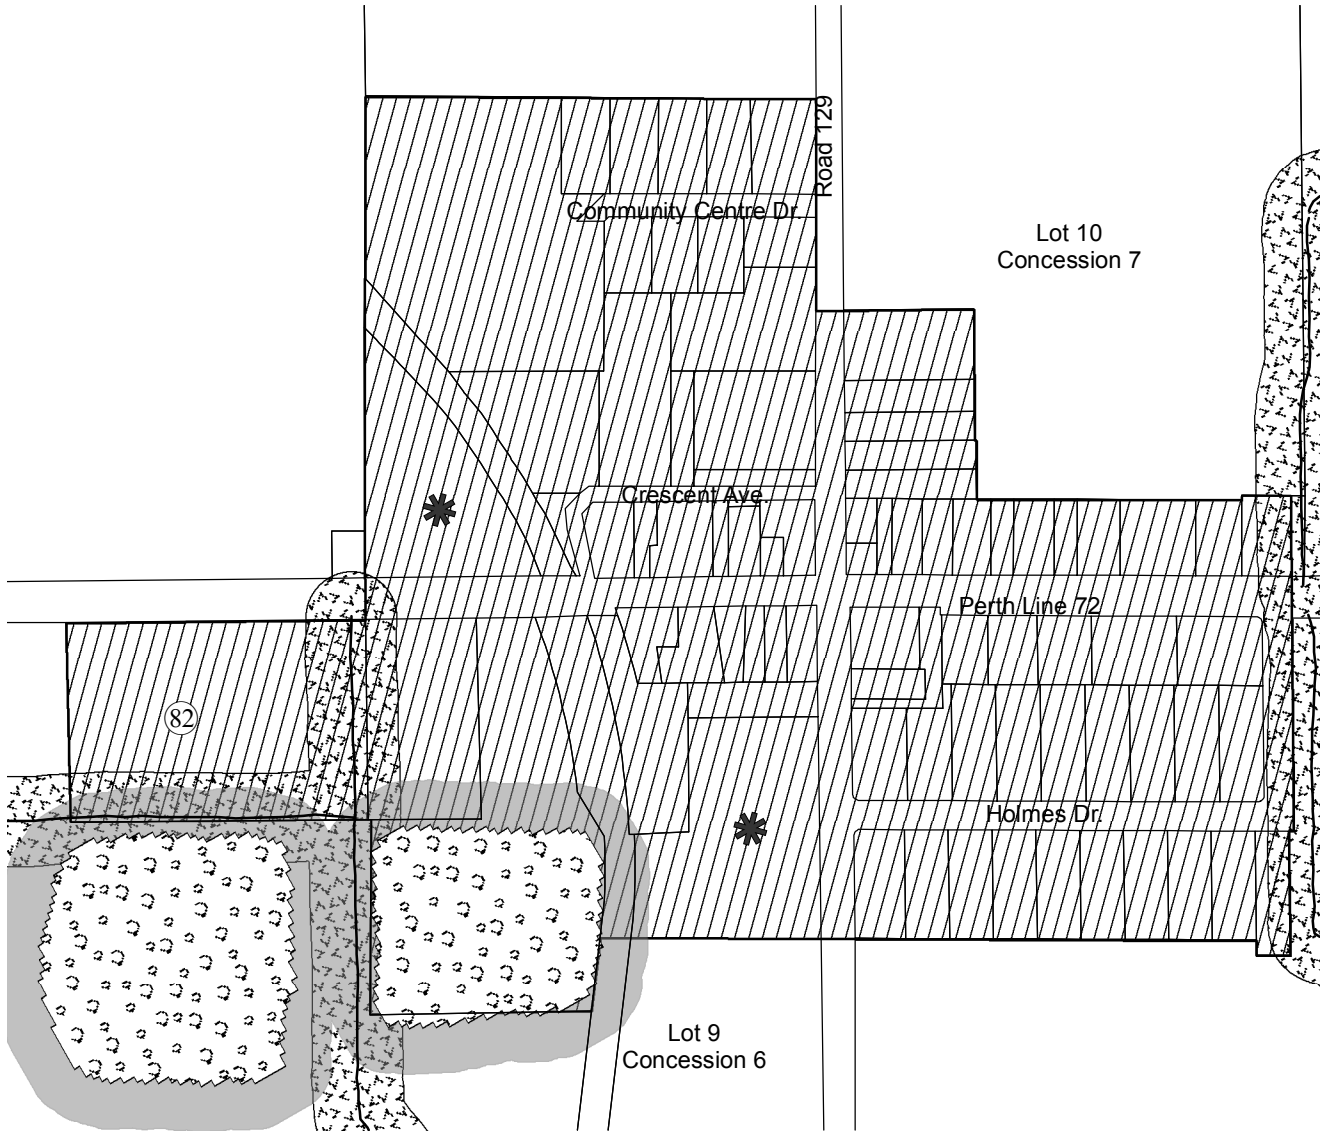 Road 129
Community Centre Dr.
Lot 10
Concession 7
Crescent Ave.
Perth Line 72
82
Holmes Dr.
Lot 9
Concession 6